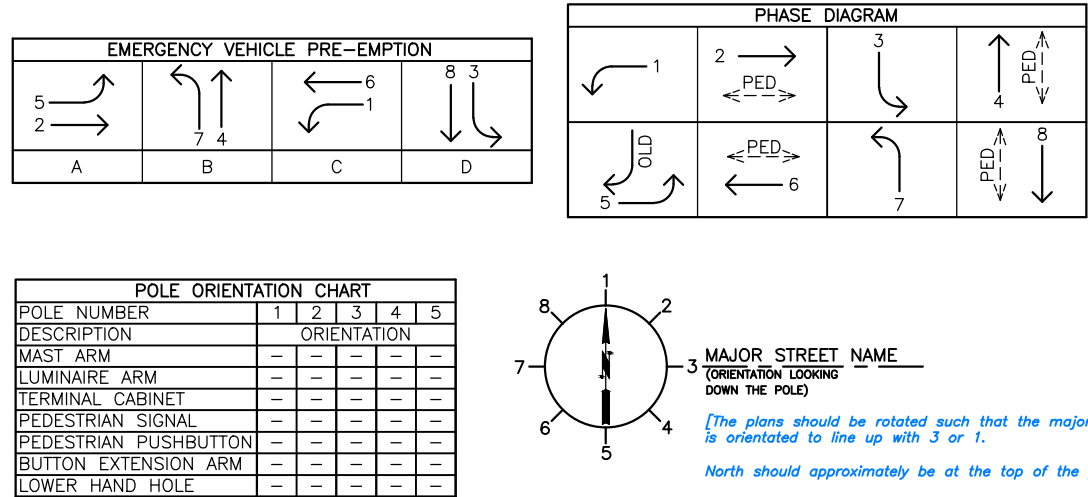 EMERGENCY VEHICLE PRE-EMPTION
5
2
7 4
6
1
8 3
A B C D
PHASE DIAGRAM
1
2
PED
3
4
PED
OLD
5
PED
6
7
PED
8
POLE ORIENTATION CHART
POLE NUMBER 1 2 3 4 5
DESCRIPTION ORIENTATION
MAST ARM – – – – –
LUMINAIRE ARM – – – – –
TERMINAL CABINET – – – – –
PEDESTRIAN SIGNAL – – – – –
PEDESTRIAN PUSHBUTTON – – – – –
BUTTON EXTENSION ARM – – – – –
LOWER HAND HOLE – – – – –
1
2
3
4
5
6
7
8
N
MAJOR STREET NAME
(ORIENTATION LOOKING
DOWN THE POLE)
[The plans should be rotated such that the major
is orientated to line up with 3 or 1.
North should approximately be at the top of the